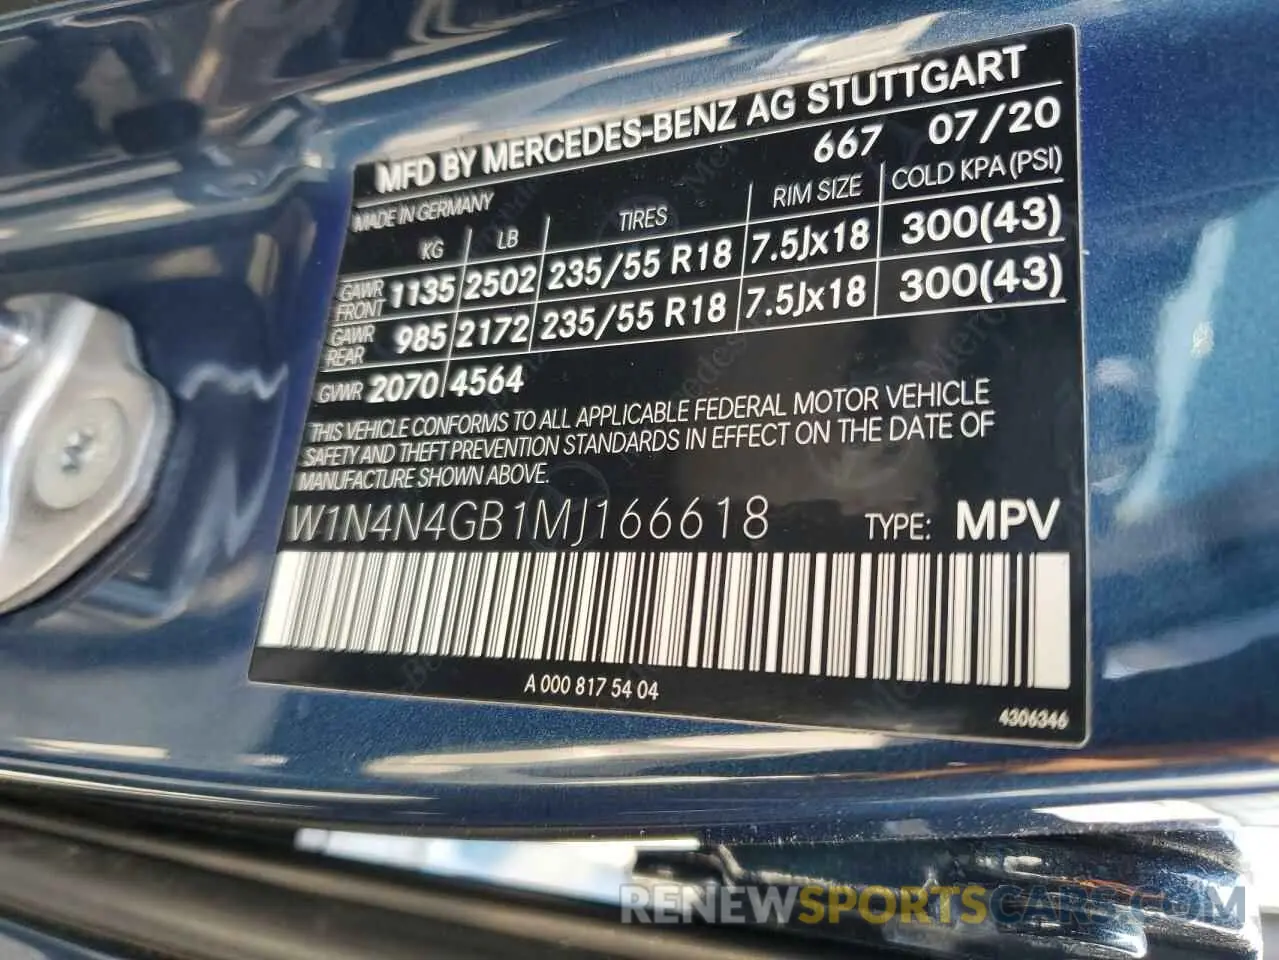 MFD BY MERCEDES-BENZ AG STUTTGART
MADE IN GERMANY 667 07/20
KG LB TIRES RIM SIZE COLD KPA (PSI)
GAWR FRONT 1135 2502 235/55 R18 7.5Jx18 300(43)
GAWR REAR 985 2172 235/55 R18 7.5Jx18 300(43)
GVWR 2070 4564
THIS VEHICLE CONFORMS TO ALL APPLICABLE FEDERAL MOTOR VEHICLE
SAFETY AND THEFT PREVENTION STANDARDS IN EFFECT ON THE DATE OF
MANUFACTURE SHOWN ABOVE.
W1N4N4GB1MJ166618 TYPE: MPV
A 000 817 54 04
4306346
RENEWSPORTSCARS.COM